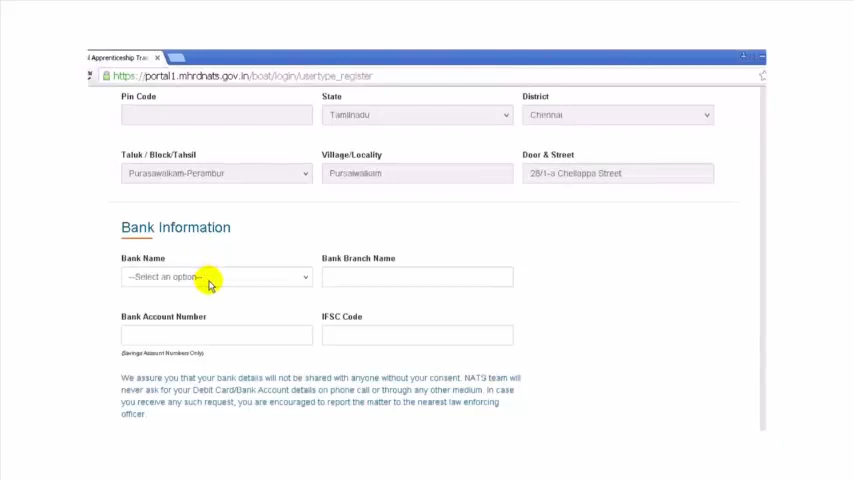 l Apprenticeship Trai
https://portal1.mhrdnats.gov.in/boat/login/usertype_register
Pin Code State District
Tamilnadu Chennai
Taluk / Block/Tahsil Village/Locality Door & Street
Purasawalkam-Perambur Pursaiwalkam 28/1-a Chellappa Street
Bank Information
Bank Name Bank Branch Name
--Select an option--
Bank Account Number IFSC Code
(Savings Account Numbers Only)
We assure you that your bank details will not be shared with anyone without your consent. NATS team will
never ask for your Debit Card/Bank Account details on phone call or through any other medium. In case
you receive any such request, you are encouraged to report the matter to the nearest law enforcing
officer.